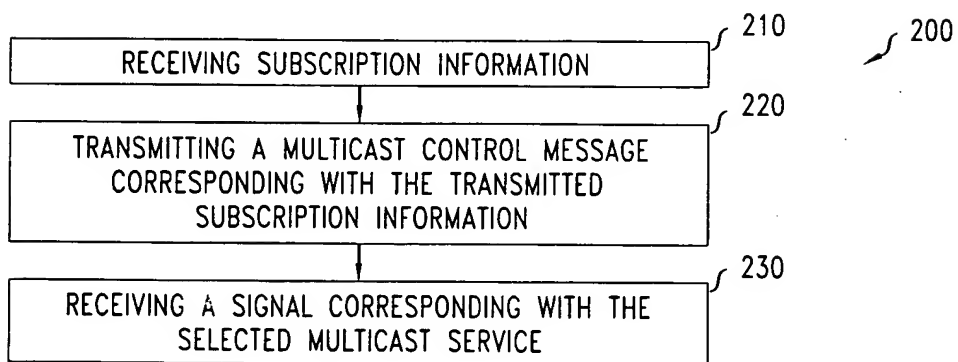 210
200
RECEIVING SUBSCRIPTION INFORMATION
220
TRANSMITTING A MULTICAST CONTROL MESSAGE
CORRESPONDING WITH THE TRANSMITTED
SUBSCRIPTION INFORMATION
230
RECEIVING A SIGNAL CORRESPONDING WITH THE
SELECTED MULTICAST SERVICE